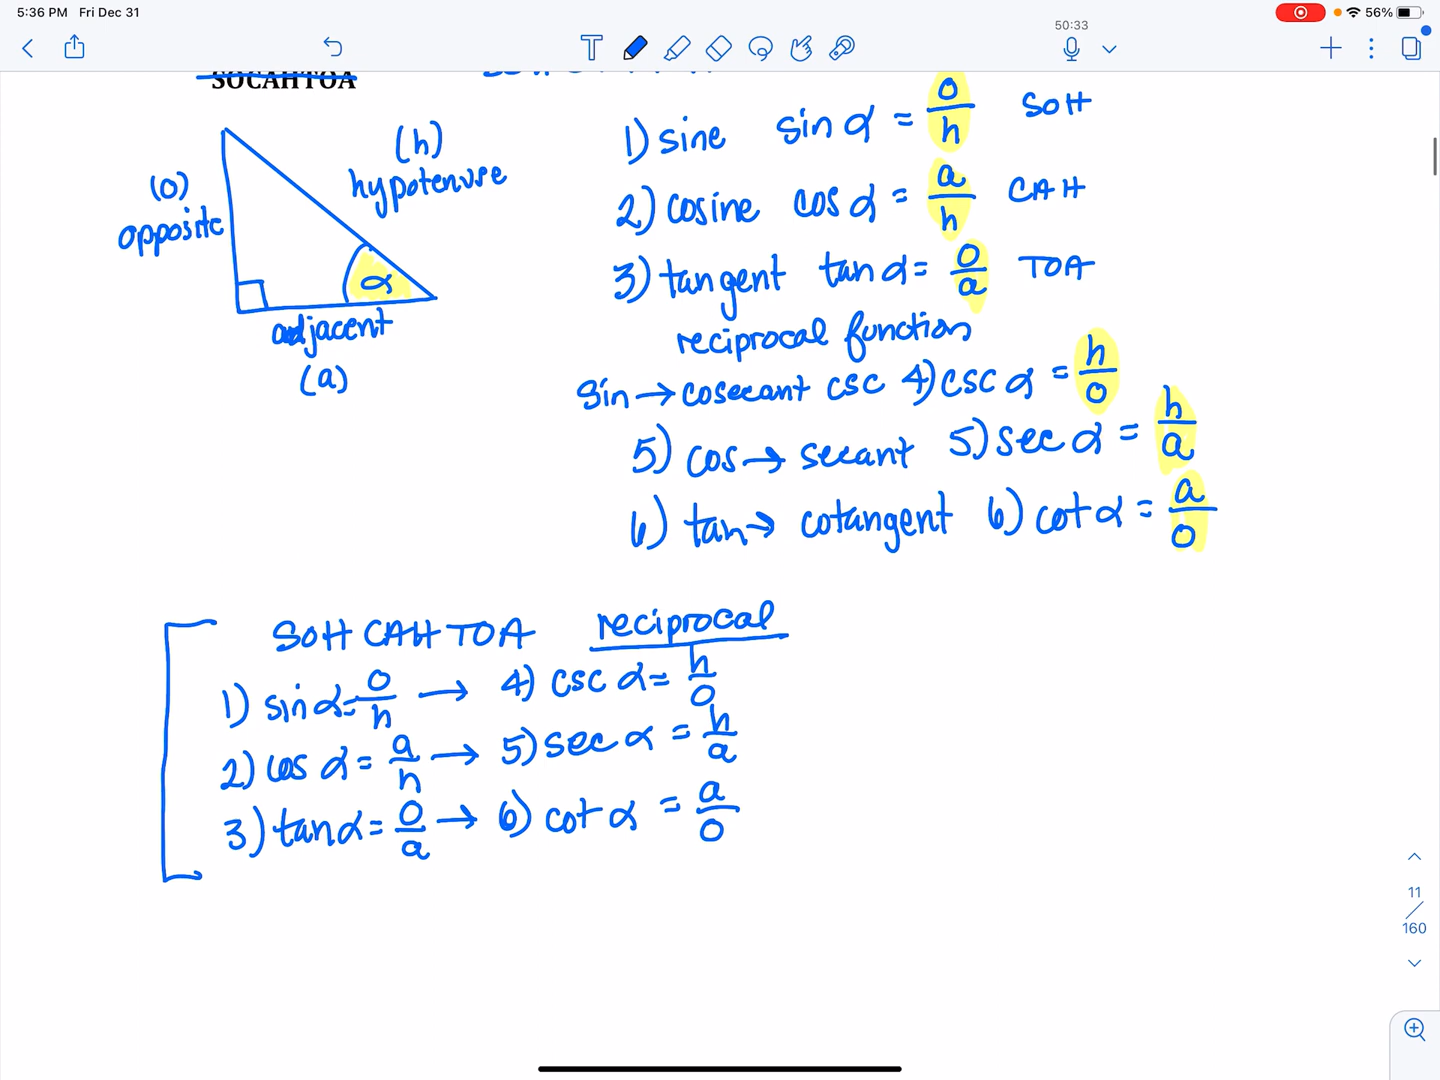 5:36 PM Fri Dec 31
56%
50:33
T
SOCAHTOA
1) sine sin α = o/h SOH
(h)
hypotenuse
(o)
opposite
2) cosine cos α = a/h CAH
α
3) tangent tan α = o/a TOA
adjacent
(a)
reciprocal function
sin → cosecant csc 4) csc α = h/o
5) cos → secant 5) sec α = h/a
6) tan → cotangent 6) cot α = a/o
SOH CAH TOA reciprocal
1) sin α = o/h → 4) csc α = h/o
2) cos α = a/h → 5) sec α = h/a
3) tan α = o/a → 6) cot α = a/o
11
/
160